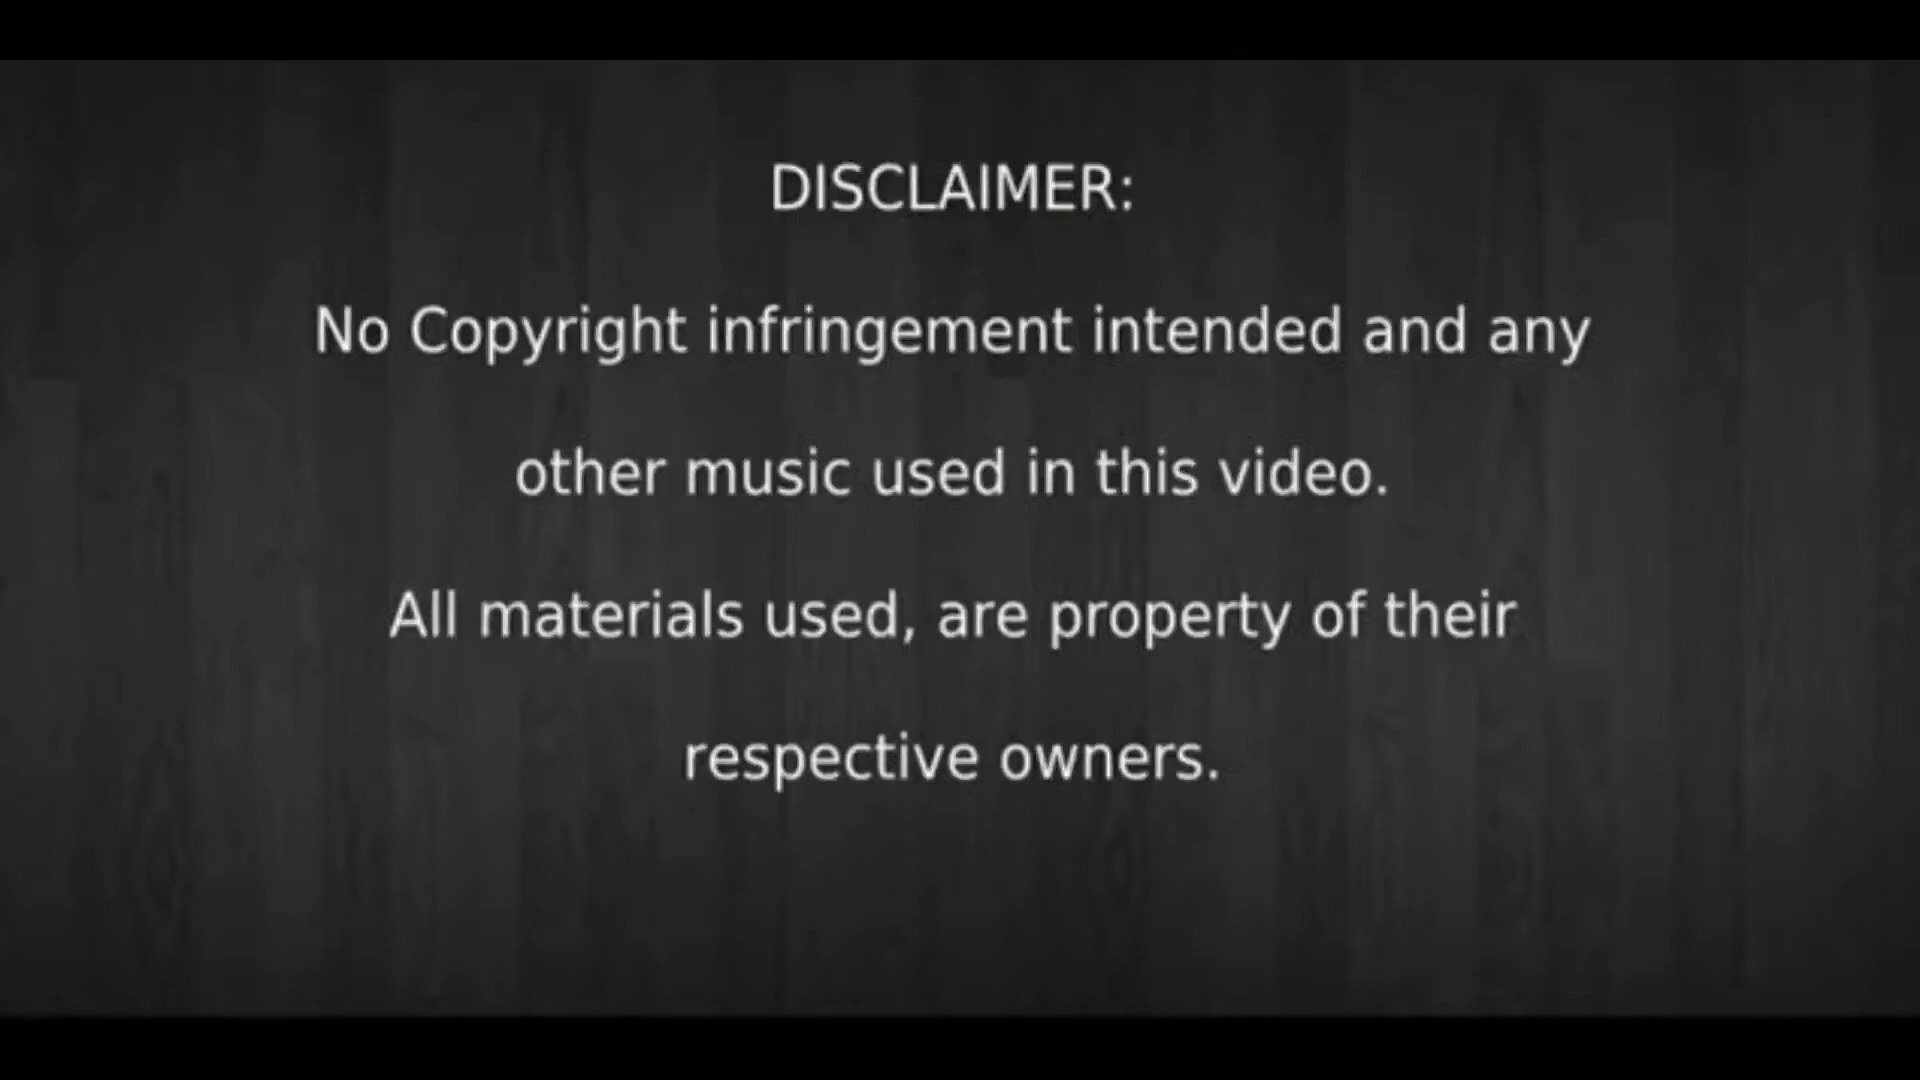 DISCLAIMER:
No Copyright infringement intended and any
other music used in this video.
All materials used, are property of their
respective owners.